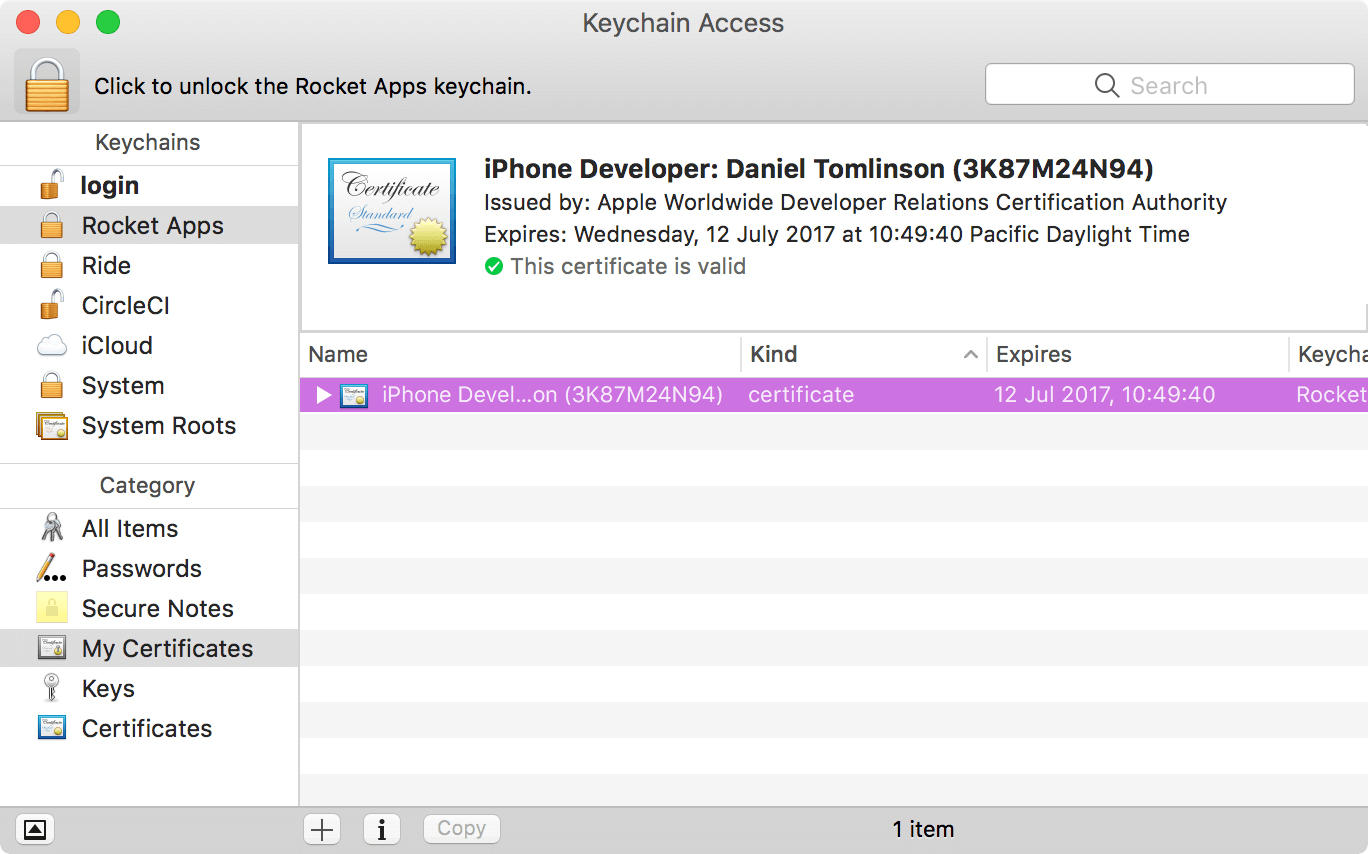 Keychain Access
Click to unlock the Rocket Apps keychain.
Search
Keychains
login
Rocket Apps
Ride
CircleCI
iCloud
System
System Roots
Category
All Items
Passwords
Secure Notes
My Certificates
Keys
Certificates
Certificate
Standard
iPhone Developer: Daniel Tomlinson (3K87M24N94)
Issued by: Apple Worldwide Developer Relations Certification Authority
Expires: Wednesday, 12 July 2017 at 10:49:40 Pacific Daylight Time
This certificate is valid
Name Kind Expires Keycha
iPhone Devel...on (3K87M24N94) certificate 12 Jul 2017, 10:49:40 Rocket
Copy
1 item